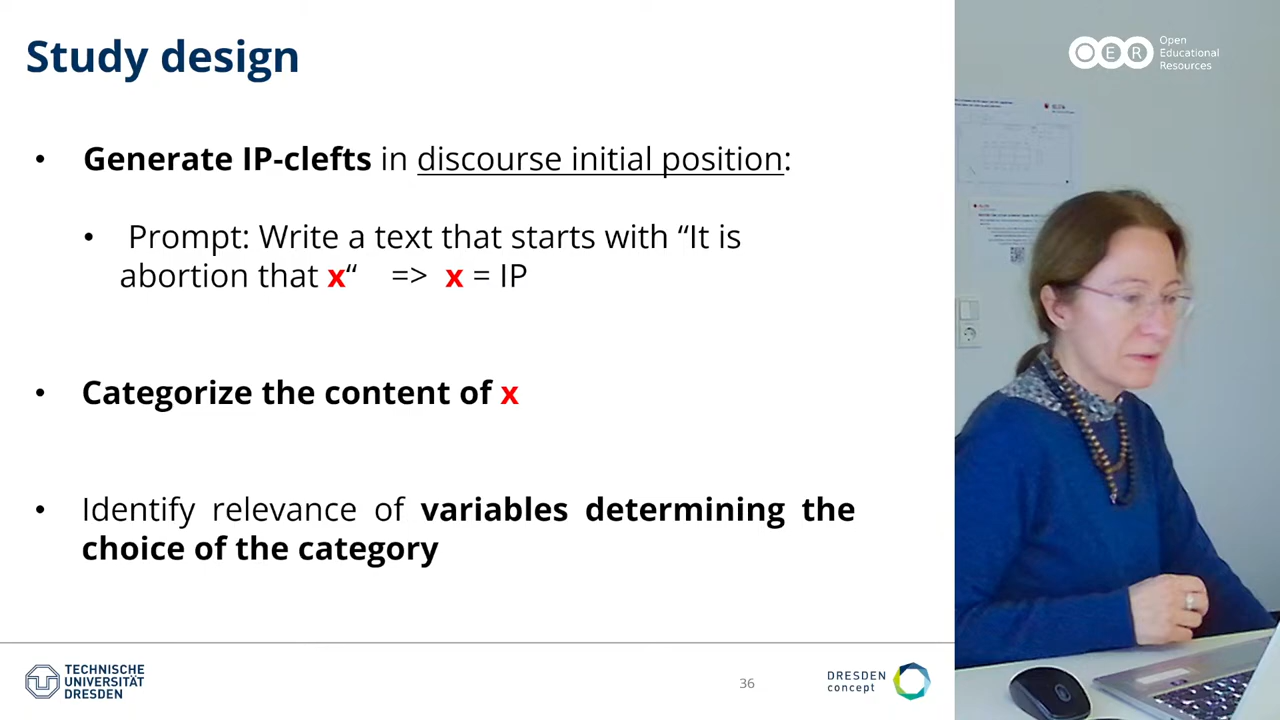 Study design
OER Open
Educational
Resources
• Generate IP-clefts in discourse initial position:
• Prompt: Write a text that starts with “It is
abortion that x“ => x = IP
• Categorize the content of x
• Identify relevance of variables determining the
choice of the category
TECHNISCHE
UNIVERSITÄT
DRESDEN
36
DRESDEN
concept